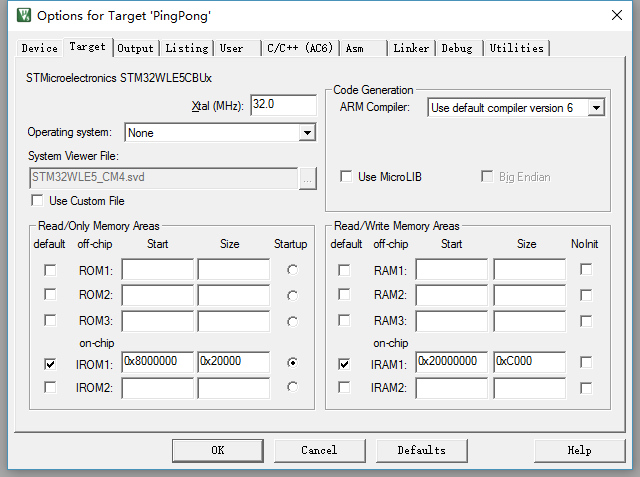 Options for Target 'PingPong'
Device Target Output Listing User C/C++ (AC6) Asm Linker Debug Utilities
STMicroelectronics STM32WLE5CBUx
Xtal (MHz): 32.0
Operating system: None
System Viewer File:
STM32WLE5_CM4.svd ...
Use Custom File
Code Generation
ARM Compiler: Use default compiler version 6
Use MicroLIB Big Endian
Read/Only Memory Areas
default off-chip Start Size Startup
ROM1:
ROM2:
ROM3:
on-chip
IROM1: 0x8000000 0x20000
IROM2:
Read/Write Memory Areas
default off-chip Start Size NoInit
RAM1:
RAM2:
RAM3:
on-chip
IRAM1: 0x20000000 0xC000
IRAM2:
OK Cancel Defaults Help